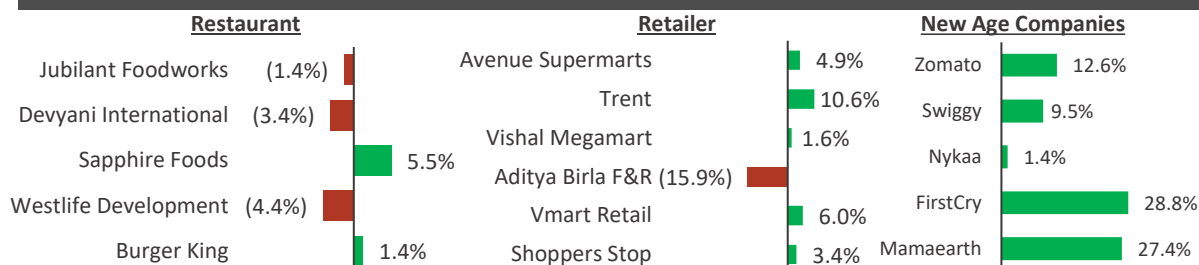 Restaurant
Jubilant Foodworks (1.4%)
Devyani International (3.4%)
Sapphire Foods 5.5%
Westlife Development (4.4%)
Burger King 1.4%
Retailer
Avenue Supermarts 4.9%
Trent 10.6%
Vishal Megamart 1.6%
Aditya Birla F&R (15.9%)
Vmart Retail 6.0%
Shoppers Stop 3.4%
New Age Companies
Zomato 12.6%
Swiggy 9.5%
Nykaa 1.4%
FirstCry 28.8%
Mamaearth 27.4%